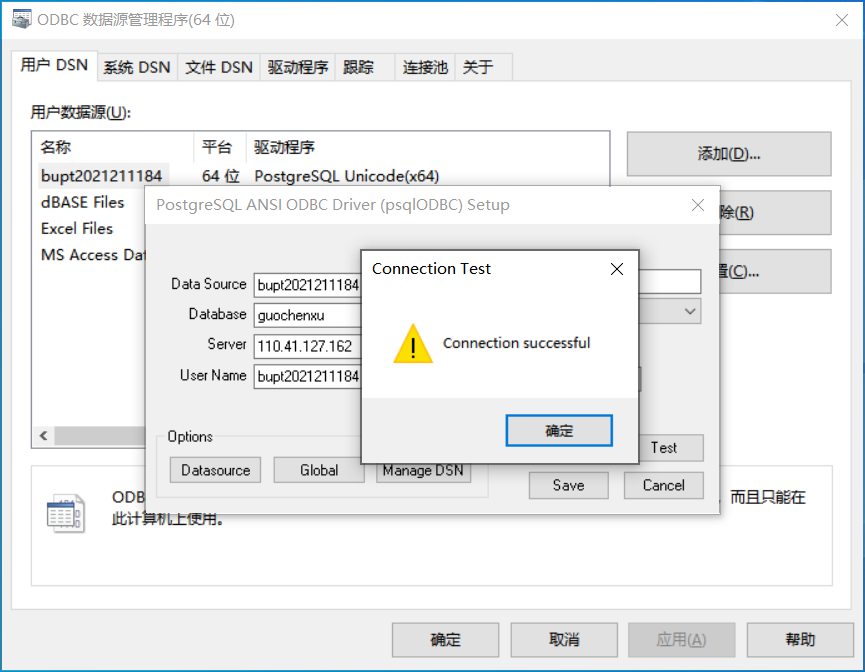 ODBC 数据源管理程序(64 位)
用户 DSN 系统 DSN 文件 DSN 驱动程序 跟踪 连接池 关于
用户数据源(U):
名称 平台 驱动程序
bupt2021211184 64 位 PostgreSQL Unicode(x64)
dBASE Files
Excel Files
MS Access Dat
添加(D)...
除(R)
置(C)...
PostgreSQL ANSI ODBC Driver (psqlODBC) Setup
Data Source bupt2021211184
Database guochenxu
Server 110.41.127.162
User Name bupt2021211184
Options
Datasource Global Manage DSN
Test
Save Cancel
Connection Test
Connection successful
确定
ODB
,而且只能在
此计算机上使用。
确定 取消 应用(A) 帮助